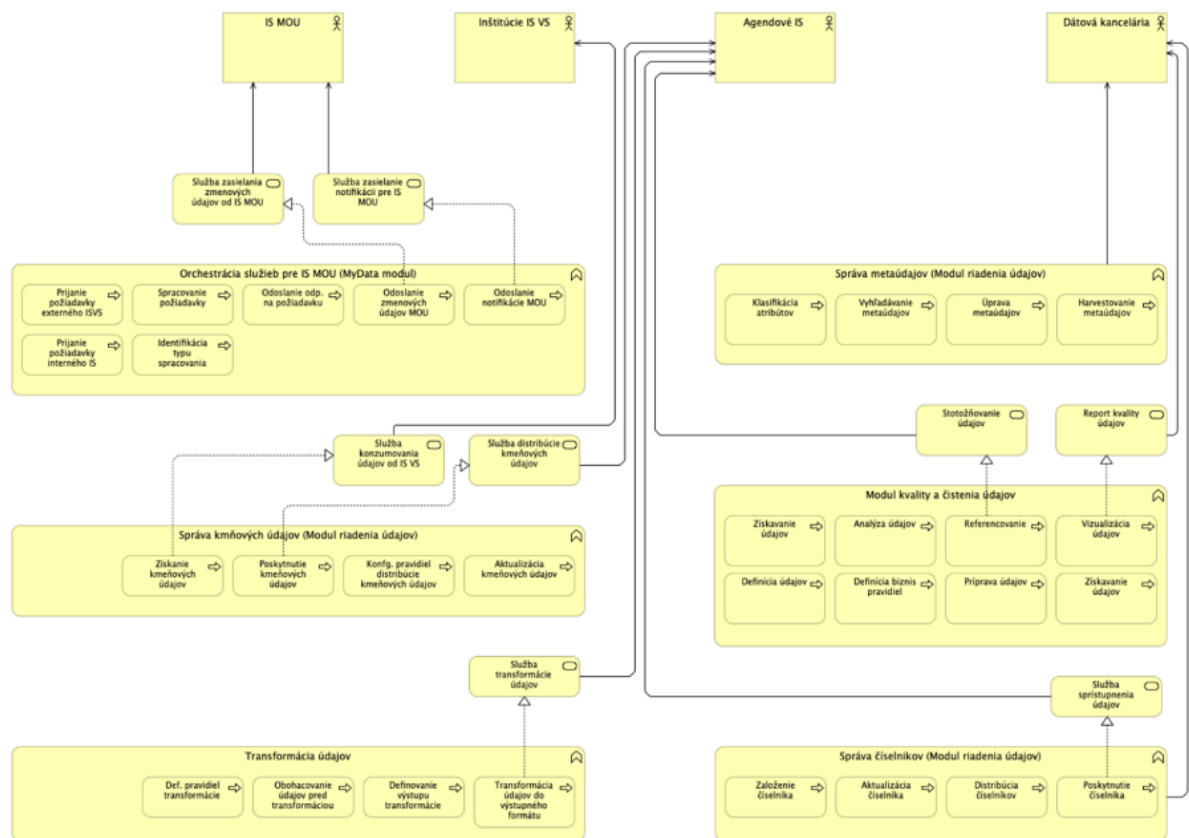 IS MOU
Inštitúcie IS VS
Agendové IS
Dátová kancelária
Služba zasielania
zmenových
údajov od IS MOU
Služba zasielanie
notifikácií pre IS
MOU
Orchestrácia služieb pre IS MOU (MyData modul)
Prijanie
požiadavky
externého ISVS
Spracovanie
požiadavky
Odoslanie odp.
na požiadavku
Odoslanie
zmenových
údajov MOU
Odoslanie
notifikácie MOU
Prijanie
požiadavky
interného IS
Identifikácia
typu
spracovania
Správa metaúdajov (Modul riadenia údajov)
Klasifikácia
atribútov
Vyhľadávanie
metaúdajov
Úprava
metaúdajov
Harvestovanie
metaúdajov
Služba
konzumovania
údajov od IS VS
Služba distribúcie
kmeňových
údajov
Stotožňovanie
údajov
Report kvality
údajov
Správa kmňových údajov (Modul riadenia údajov)
Získanie
kmeňových
údajov
Poskytnutie
kmeňových
údajov
Konfg. pravidiel
distribúcie
kmeňových údajov
Aktualizácia
kmeňových údajov
Modul kvality a čistenia údajov
Získavanie
údajov
Analýza údajov
Referencovanie
Vizualizácia
údajov
Definícia údajov
Definícia biznis
pravidiel
Príprava údajov
Získavanie
údajov
Služba
transformácie
údajov
Služba
sprístupnenia
údajov
Transformácia údajov
Def. pravidiel
transformácie
Obohacovanie
údajov pred
transformáciou
Definovanie
výstupu
transformácie
Transformácia
údajov do
výstupného
formátu
Správa číselnikov (Modul riadenia údajov)
Založenie
číselnika
Aktualizácia
číselnika
Distribúcia
číselnikov
Poskytnutie
číselnika